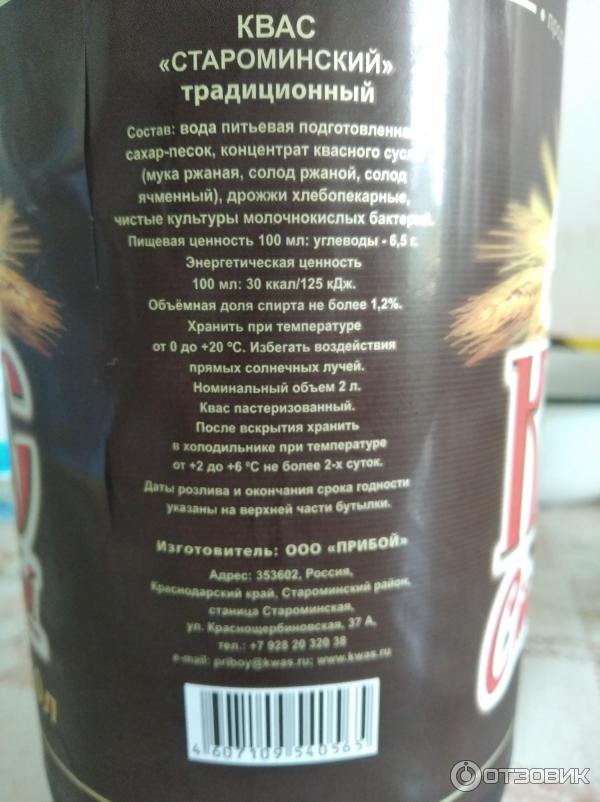 КВАС
«СТАРОМИНСКИЙ»
традиционный
Состав: вода питьевая подготовленная,
сахар-песок, концентрат квасного сусла
(мука ржаная, солод ржаной, солод
ячменный), дрожжи хлебопекарные,
чистые культуры молочнокислых бактерий.
Пищевая ценность 100 мл: углеводы - 6,5 г.
Энергетическая ценность
100 мл: 30 ккал/125 кДж.
Объёмная доля спирта не более 1,2%.
Хранить при температуре
от 0 до +20 °С. Избегать воздействия
прямых солнечных лучей.
Номинальный объем 2 л.
Квас пастеризованный.
После вскрытия хранить
в холодильнике при температуре
от +2 до +6 °С не более 2-х суток.
Даты розлива и окончания срока годности
указаны на верхней части бутылки.
Изготовитель: ООО «ПРИБОЙ»
Адрес: 353602, Россия,
Краснодарский край, Староминский район,
станица Староминская,
ул. Краснощербиновская, 37 А,
тел.: +7 928 20 320 38
e-mail: priboy@kwas.ru; www.kwas.ru
4607109540565
ОТЗОВИК